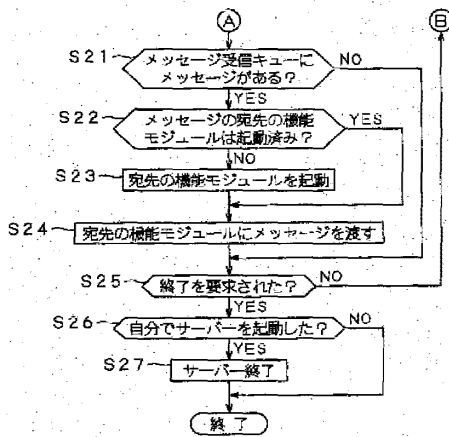 A
B
S21
メッセージ受信キューに
メッセージがある?
NO
YES
S22
メッセージの宛先の機能
モジュールは起動済み?
YES
NO
S23
宛先の機能モジュールを起動
S24
宛先の機能モジュールにメッセージを渡す
S25
終了を要求された?
NO
YES
S26
自分でサーバーを起動した?
NO
YES
S27
サーバー終了
終了